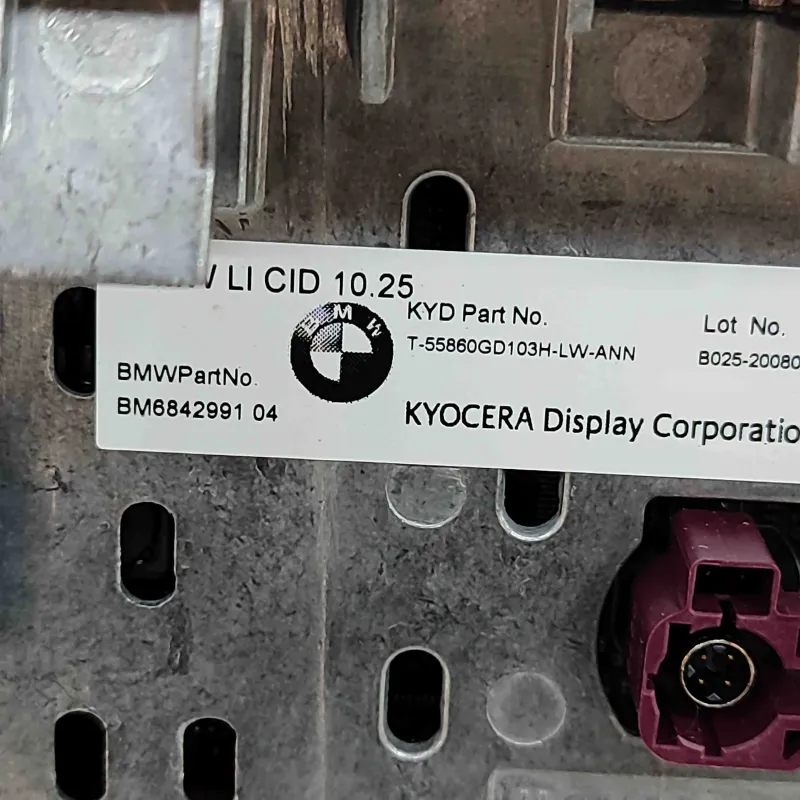 LI CID 10.25
BMW
KYD Part No.
T-55860GD103H-LW-ANN
Lot No.
B025-20080
BMWPartNo.
BM6842991 04
KYOCERA Display Corporatio